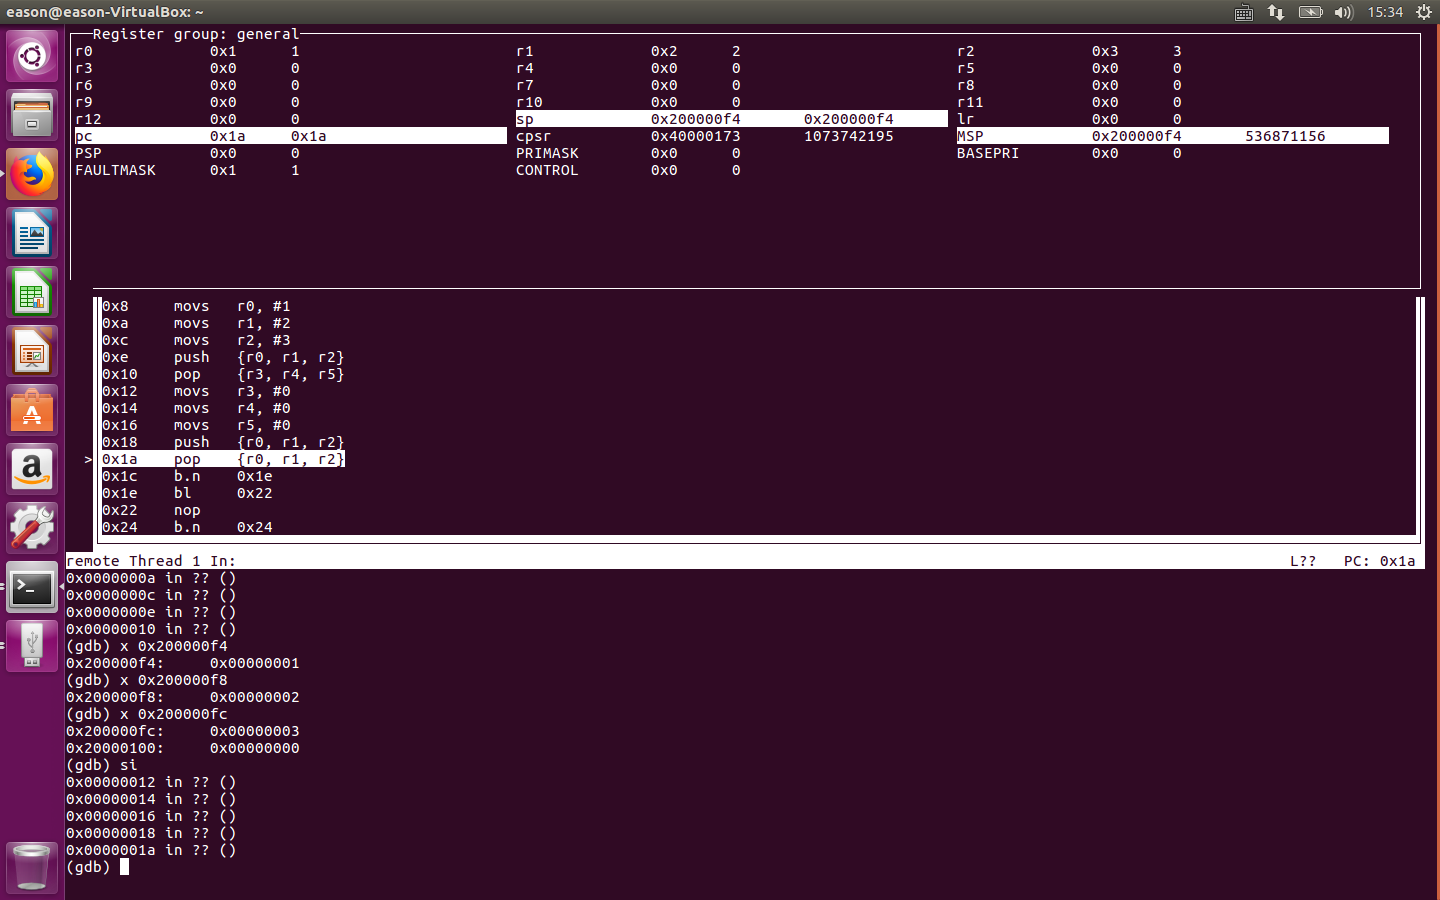 eason@eason-VirtualBox: ~ 15:34
Register group: general
r0 0x1 1 r1 0x2 2 r2 0x3 3
r3 0x0 0 r4 0x0 0 r5 0x0 0
r6 0x0 0 r7 0x0 0 r8 0x0 0
r9 0x0 0 r10 0x0 0 r11 0x0 0
r12 0x0 0 sp 0x200000f4 0x200000f4 lr 0x0 0
pc 0x1a 0x1a cpsr 0x40000173 1073742195 MSP 0x200000f4 536871156
PSP 0x0 0 PRIMASK 0x0 0 BASEPRI 0x0 0
FAULTMASK 0x1 1 CONTROL 0x0 0
0x8 movs r0, #1
0xa movs r1, #2
0xc movs r2, #3
0xe push {r0, r1, r2}
0x10 pop {r3, r4, r5}
0x12 movs r3, #0
0x14 movs r4, #0
0x16 movs r5, #0
0x18 push {r0, r1, r2}
> 0x1a pop {r0, r1, r2}
0x1c b.n 0x1e
0x1e bl 0x22
0x22 nop
0x24 b.n 0x24
remote Thread 1 In: L?? PC: 0x1a
0x0000000a in ?? ()
0x0000000c in ?? ()
0x0000000e in ?? ()
0x00000010 in ?? ()
(gdb) x 0x200000f4
0x200000f4: 0x00000001
(gdb) x 0x200000f8
0x200000f8: 0x00000002
(gdb) x 0x200000fc
0x200000fc: 0x00000003
0x20000100: 0x00000000
(gdb) si
0x00000012 in ?? ()
0x00000014 in ?? ()
0x00000016 in ?? ()
0x00000018 in ?? ()
0x0000001a in ?? ()
(gdb)